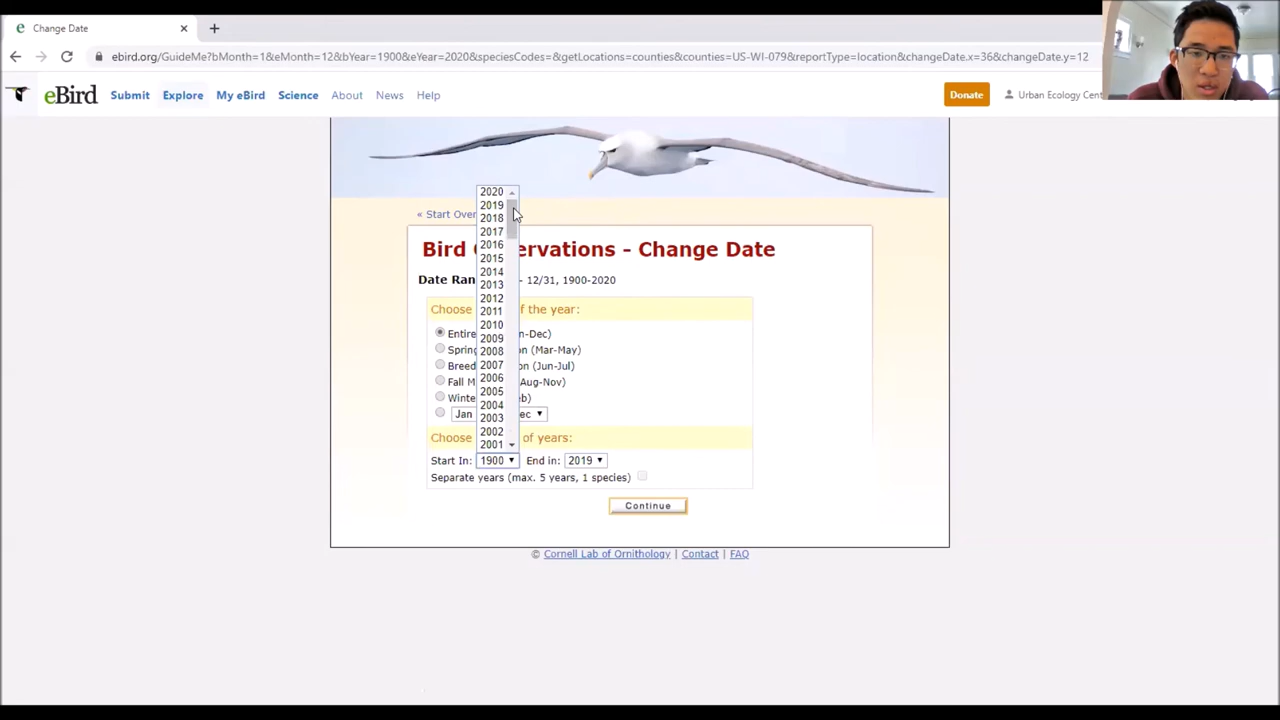 Change Date
ebird.org/GuideMe?bMonth=1&eMonth=12&bYear=1900&eYear=2020&speciesCodes=&getLocations=counties&counties=US-WI-079&reportType=location&changeDate.x=36&changeDate.y=12
eBird Submit Explore My eBird Science About News Help Donate Urban Ecology Cent
« Start Over
Bird O servations - Change Date
Date Ran - 12/31, 1900-2020
Choose of the year:
Entire n-Dec)
Spring on (Mar-May)
Breed on (Jun-Jul)
Fall M Aug-Nov)
Winte eb)
Jan ec
Choose of years:
2020
2019
2018
2017
2016
2015
2014
2013
2012
2011
2010
2009
2008
2007
2006
2005
2004
2003
2002
2001
Start In: 1900 End in: 2019
Separate years (max. 5 years, 1 species)
Continue
© Cornell Lab of Ornithology | Contact | FAQ